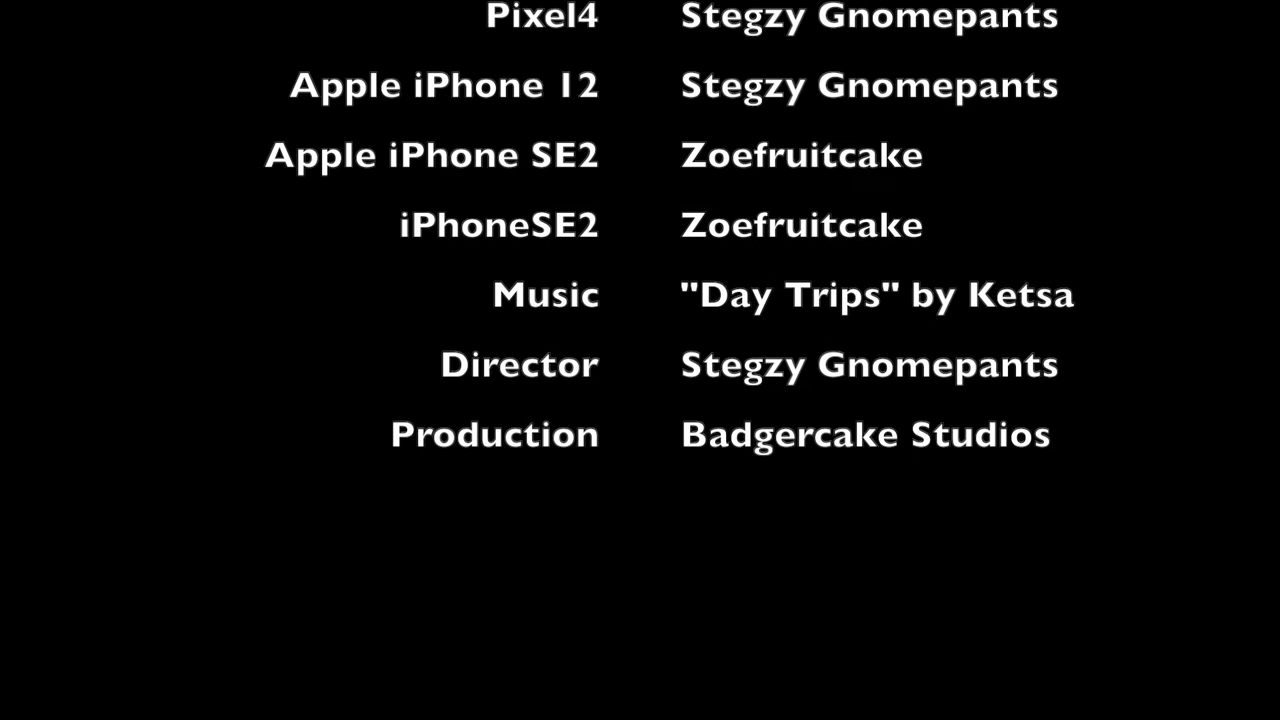 Pixel4 Stegzy Gnomepants
Apple iPhone 12 Stegzy Gnomepants
Apple iPhone SE2 Zoefruitcake
iPhoneSE2 Zoefruitcake
Music "Day Trips" by Ketsa
Director Stegzy Gnomepants
Production Badgercake Studios